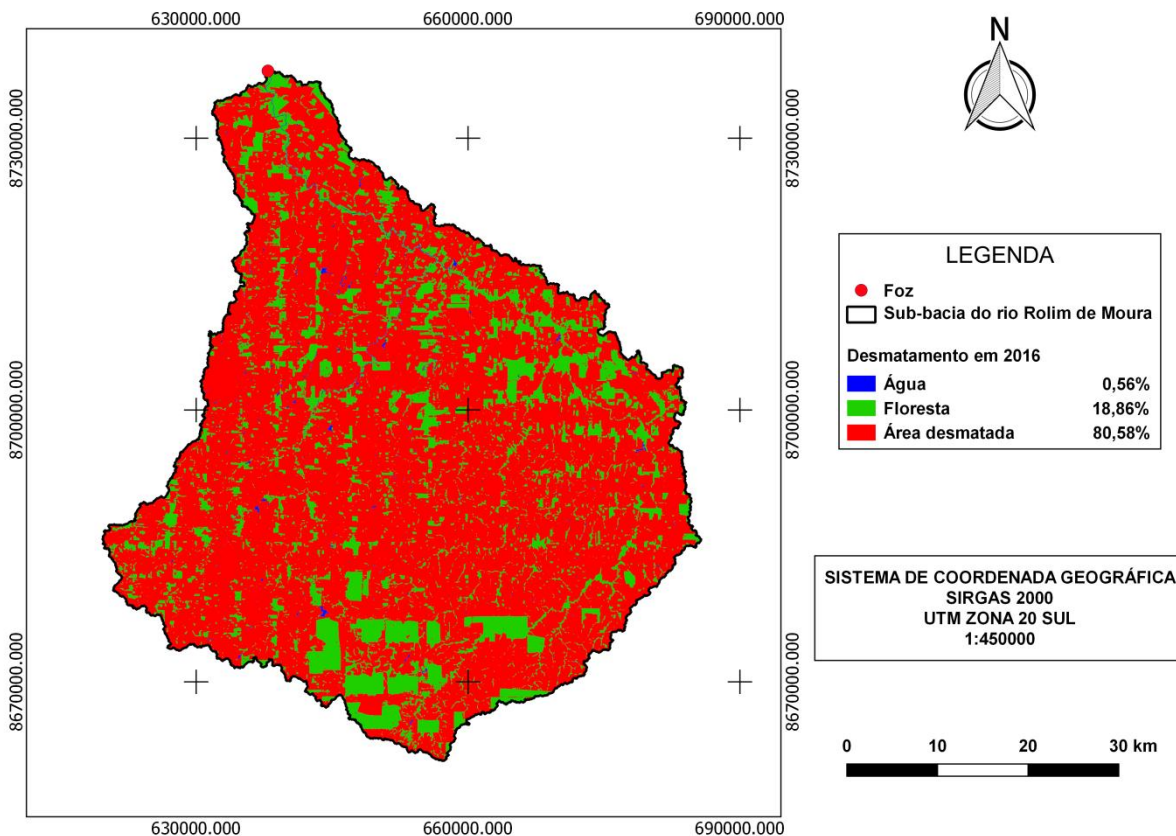 630000.000 660000.000 690000.000
N
8730000.000 8730000.000
LEGENDA
Foz
Sub-bacia do rio Rolim de Moura
Desmatamento em 2016
Água 0,56%
Floresta 18,86%
Área desmatada 80,58%
8700000.000 8700000.000
SISTEMA DE COORDENADA GEOGRÁFICA
SIRGAS 2000
UTM ZONA 20 SUL
1:450000
8670000.000 8670000.000
0 10 20 30 km
630000.000 660000.000 690000.000